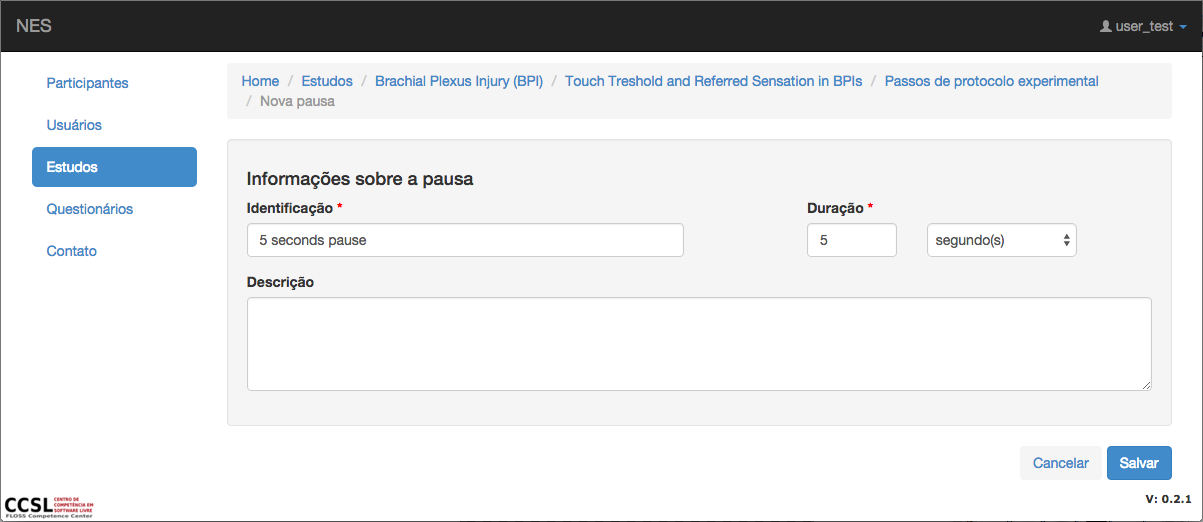 NES
user_test
Participantes
Usuários
Estudos
Questionários
Contato
Home / Estudos / Brachial Plexus Injury (BPI) / Touch Treshold and Referred Sensation in BPIs / Passos de protocolo experimental
/ Nova pausa
Informações sobre a pausa
Identificação * Duração *
5 seconds pause 5 segundo(s)
Descrição
Cancelar Salvar
CCSL
CENTRO DE
COMPETÊNCIA EM
SOFTWARE LIVRE
FLOSS Competence Center
V: 0.2.1